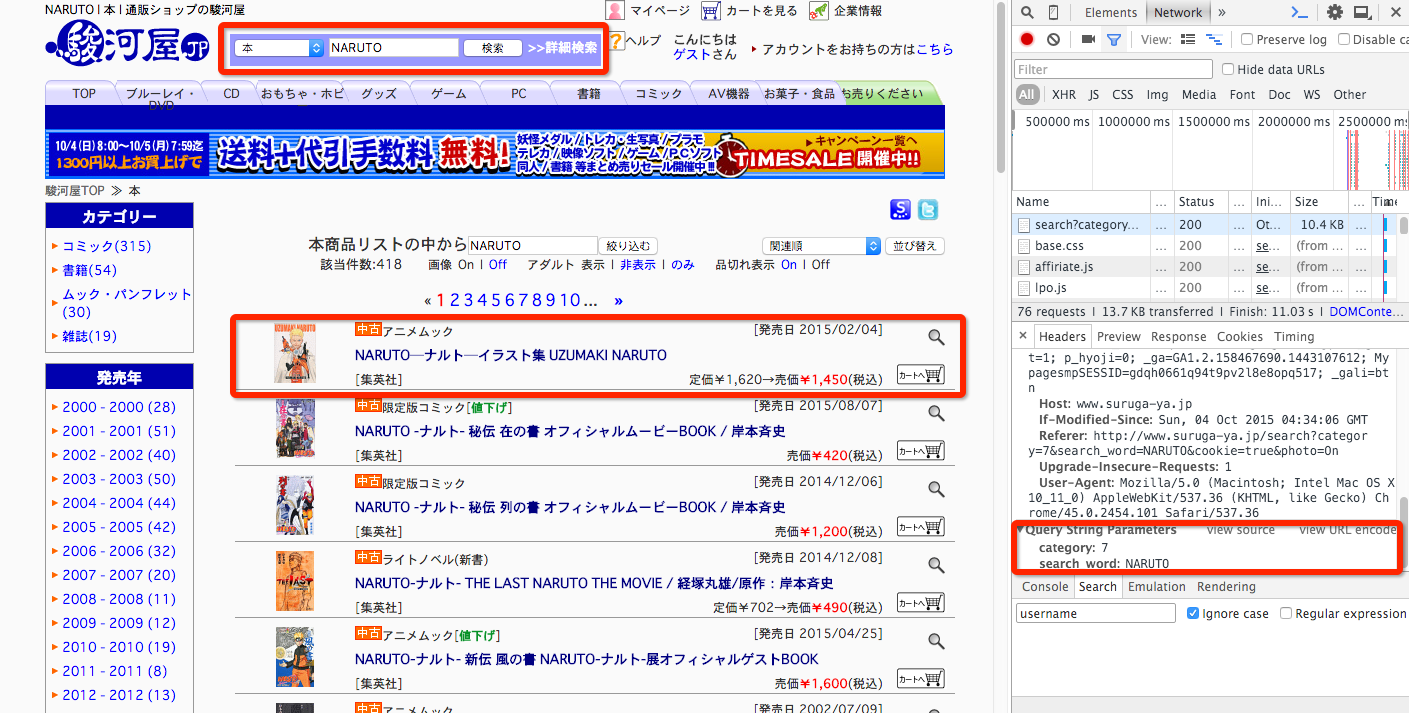 NARUTO | 本 | 通販ショップの駿河屋
マイページ カートを見る 企業情報
駿河屋.JP
本 NARUTO 検索 >>詳細検索
ヘルプ こんにちは ゲストさん アカウントをお持ちの方はこちら
TOP ブルーレイ・DVD CD おもちゃ・ホビ グッズ ゲーム PC 書籍 コミック AV機器 お菓子・食品 お売りください
10/4(日)8:00〜10/5(月)7:59迄
1300円以上お買上げで
送料+代引手数料 無料!
妖怪メダル/トレカ・生写真/プラモ
テレカ/映像ソフト/ゲーム/PCソフト
同人/書籍 等まとめ売りセール開催中!!!
キャンペーン一覧へ
TIMESALE開催中!!
駿河屋TOP ≫ 本
カテゴリー
コミック(315)
書籍(54)
ムック・パンフレット
(30)
雑誌(19)
発売年
2000 - 2000 (28)
2001 - 2001 (51)
2002 - 2002 (40)
2003 - 2003 (50)
2004 - 2004 (44)
2005 - 2005 (42)
2006 - 2006 (32)
2007 - 2007 (20)
2008 - 2008 (11)
2009 - 2009 (12)
2010 - 2010 (19)
2011 - 2011 (8)
2012 - 2012 (13)
本商品リストの中から NARUTO 絞り込む 関連順 並び替え
該当件数:418 画像 On | Off アダルト 表示 | 非表示 | のみ 品切れ表示 On | Off
« 1 2 3 4 5 6 7 8 9 10 ... »
中古アニメムック [発売日 2015/02/04]
NARUTO―ナルト―イラスト集 UZUMAKI NARUTO
[集英社] 定価¥1,620→売価¥1,450(税込) カートへ
中古限定版コミック[値下げ] [発売日 2015/08/07]
NARUTO -ナルト- 秘伝 在の書 オフィシャルムービーBOOK / 岸本斉史
[集英社] 売価¥420(税込) カートへ
中古限定版コミック [発売日 2014/12/06]
NARUTO -ナルト- 秘伝 列の書 オフィシャルムービーBOOK / 岸本斉史
[集英社] 売価¥1,200(税込) カートへ
中古ライトノベル(新書) [発売日 2014/12/08]
NARUTO-ナルト- THE LAST NARUTO THE MOVIE / 経塚丸雄/原作：岸本斉史
[集英社] 定価¥702→売価¥490(税込) カートへ
中古アニメムック[値下げ] [発売日 2015/04/25]
NARUTO-ナルト- 新伝 風の書 NARUTO-ナルト-展オフィシャルゲストBOOK
[集英社] 売価¥1,600(税込) カートへ
中古アニメムック [発売日 2002/07/09]
Elements Network »
View: Preserve log Disable ca
Filter Hide data URLs
All XHR JS CSS Img Media Font Doc WS Other
500000 ms 1000000 ms 1500000 ms 2000000 ms 2500000 ms
Name ... Status ... Ini... Size ... Time
search?category... ... 200 Ot... 10.4 KB ...
base.css ... 200 se... (from ... ...
affiriate.js ... 200 se... (from ... ...
lpo.js ... 200 se... (from ... ...
76 requests | 13.7 KB transferred | Finish: 11.03 s | DOMConte...
× Headers Preview Response Cookies Timing
t=1; p_hyoji=0; _ga=GA1.2.158467690.1443107612; My
pagesmpSESSID=gdqh0661q94t9pv2l8e8opq517; _gali=bt
n
Host: www.suruga-ya.jp
If-Modified-Since: Sun, 04 Oct 2015 04:34:06 GMT
Referer: http://www.suruga-ya.jp/search?categor
y=7&search_word=NARUTO&cookie=true&photo=On
Upgrade-Insecure-Requests: 1
User-Agent: Mozilla/5.0 (Macintosh; Intel Mac OS X
10_11_0) AppleWebKit/537.36 (KHTML, like Gecko) Ch
rome/45.0.2454.101 Safari/537.36
Query String Parameters view source view URL encode
category: 7
search_word: NARUTO
Console Search Emulation Rendering
username Ignore case Regular expression